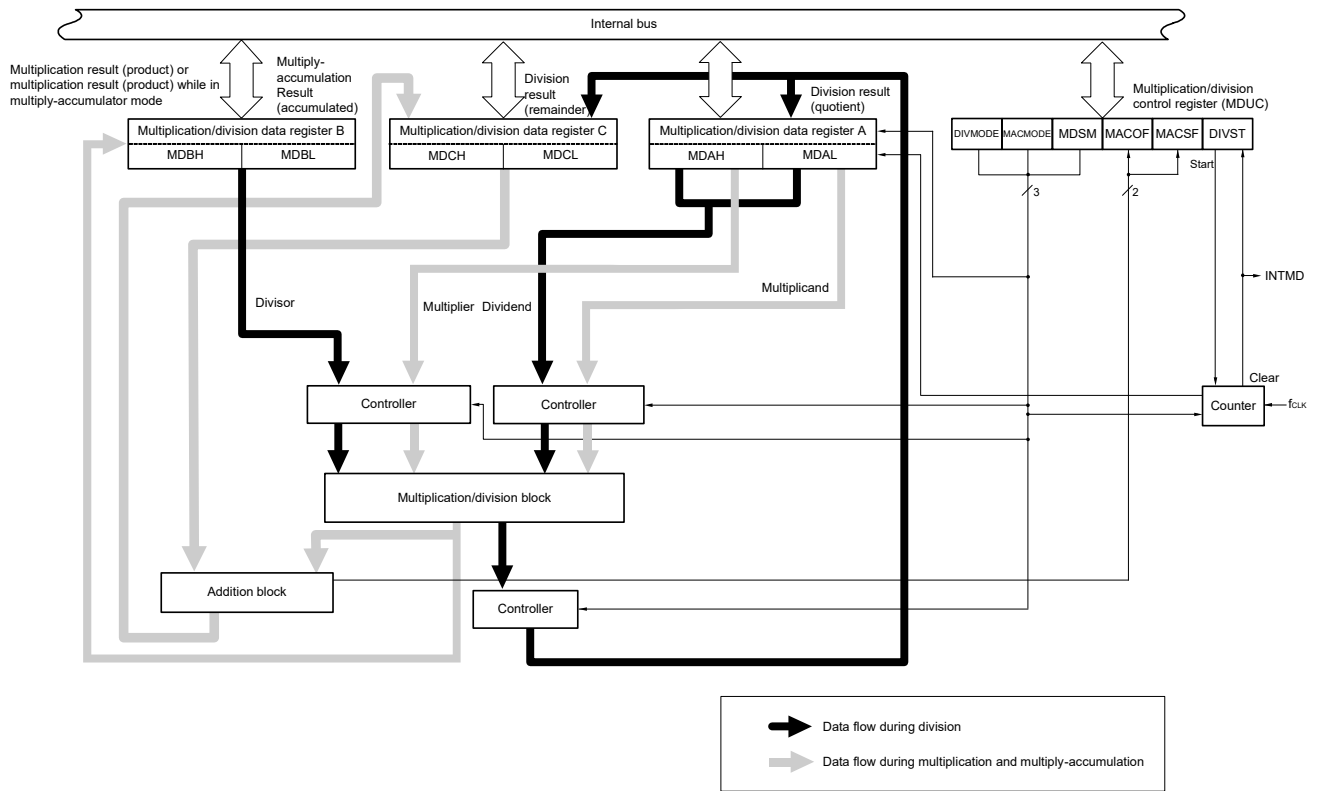 Internal bus
Multiplication result (product) or
multiplication result (product) while in
multiply-accumulator mode
Multiply-
accumulation
Result
(accumulated)
Division
result
(remainder)
Division result
(quotient)
Multiplication/division
control register (MDUC)
Multiplication/division data register B
MDBH
MDBL
Multiplication/division data register C
MDCH
MDCL
Multiplication/division data register A
MDAH
MDAL
DIVMODE
MACMODE
MDSM
MACOF
MACSF
DIVST
Start
3
2
INTMD
Divisor
Multiplier
Dividend
Multiplicand
Clear
Controller
Controller
Counter
fCLK
Multiplication/division block
Addition block
Controller
Data flow during division
Data flow during multiplication and multiply-accumulation